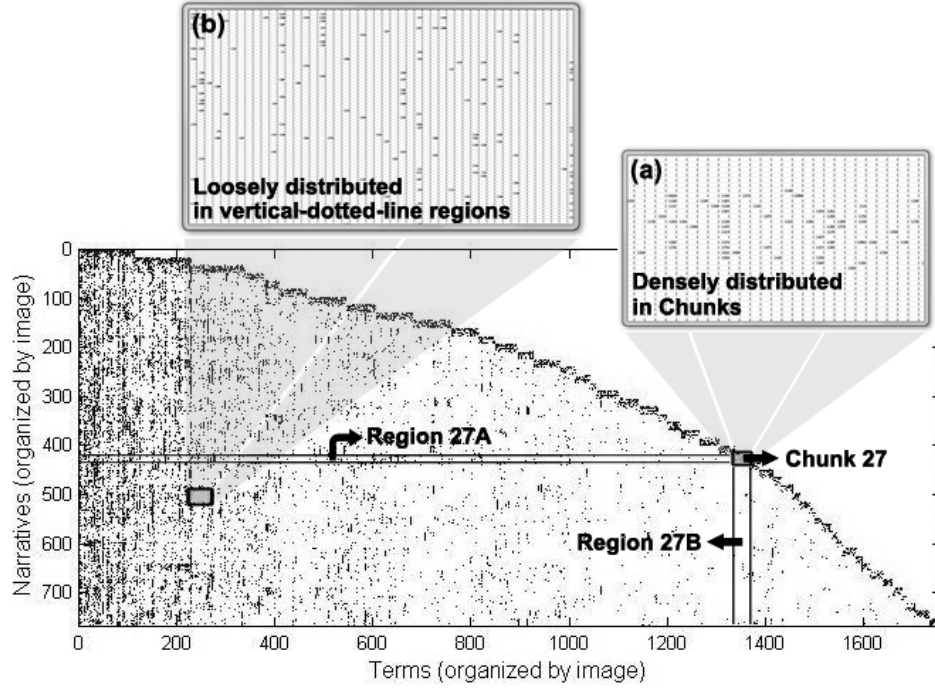 (b)
Loosely distributed
in vertical-dotted-line regions
(a)
Densely distributed
in Chunks
0
100
200
300
400
500
600
700
Narratives (organized by image)
Region 27A
Chunk 27
Region 27B
0 200 400 600 800 1000 1200 1400 1600
Terms (organized by image)